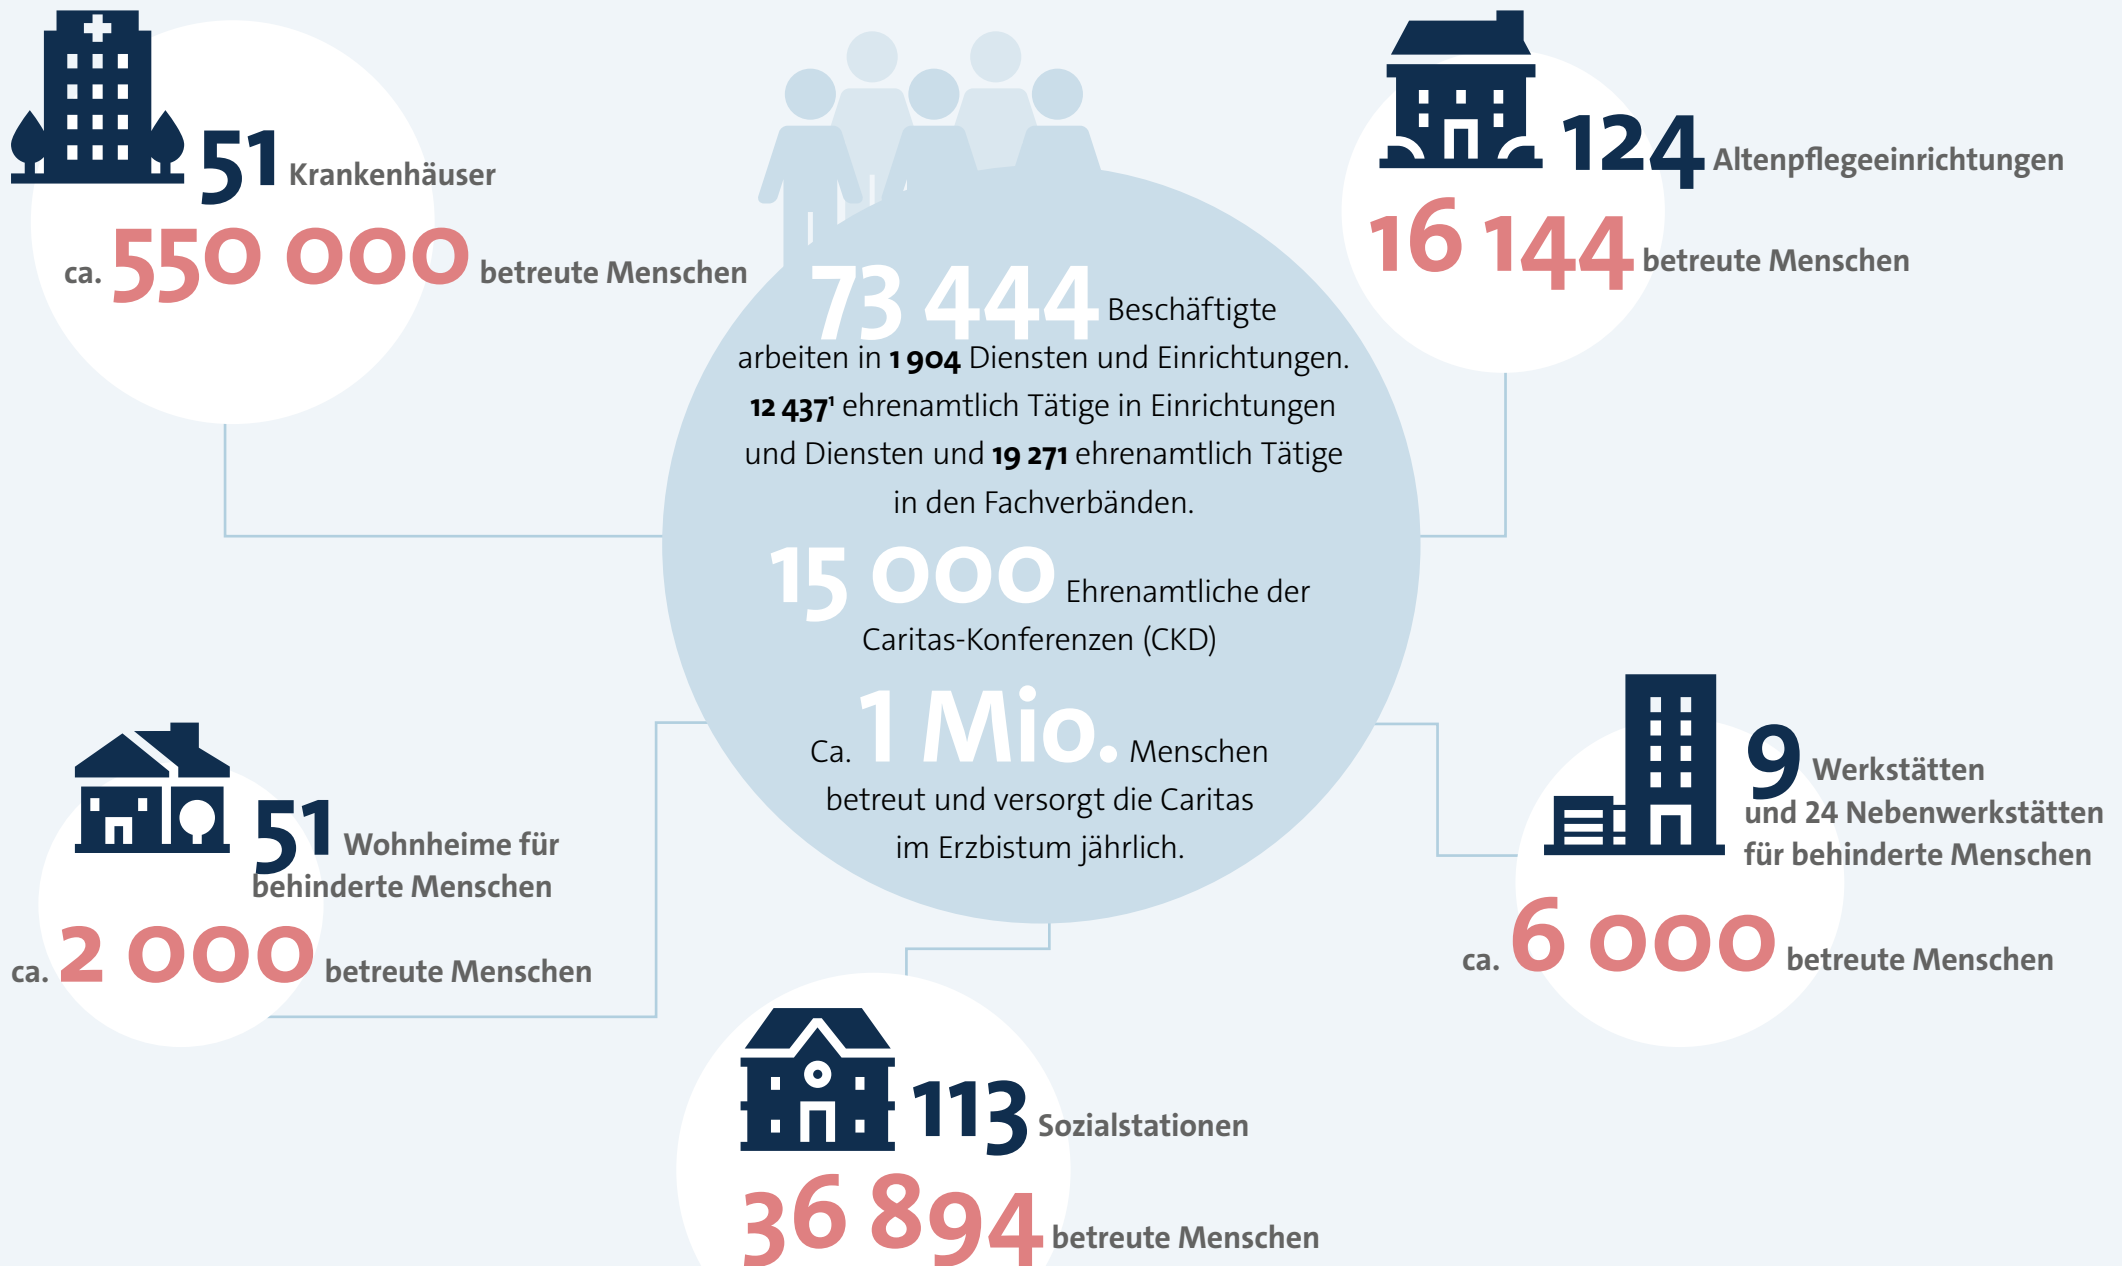 51 Krankenhäuser
ca. 550 000 betreute Menschen
124 Altenpflegeeinrichtungen
16 144 betreute Menschen
73 444 Beschäftigte
arbeiten in 1 904 Diensten und Einrichtungen.
12 437¹ ehrenamtlich Tätige in Einrichtungen
und Diensten und 19 271 ehrenamtlich Tätige
in den Fachverbänden.
15 000 Ehrenamtliche der
Caritas-Konferenzen (CKD)
Ca. 1 Mio. Menschen
betreut und versorgt die Caritas
im Erzbistum jährlich.
51 Wohnheime für
behinderte Menschen
ca. 2 000 betreute Menschen
9 Werkstätten
und 24 Nebenwerkstätten
für behinderte Menschen
ca. 6 000 betreute Menschen
113 Sozialstationen
36 894 betreute Menschen